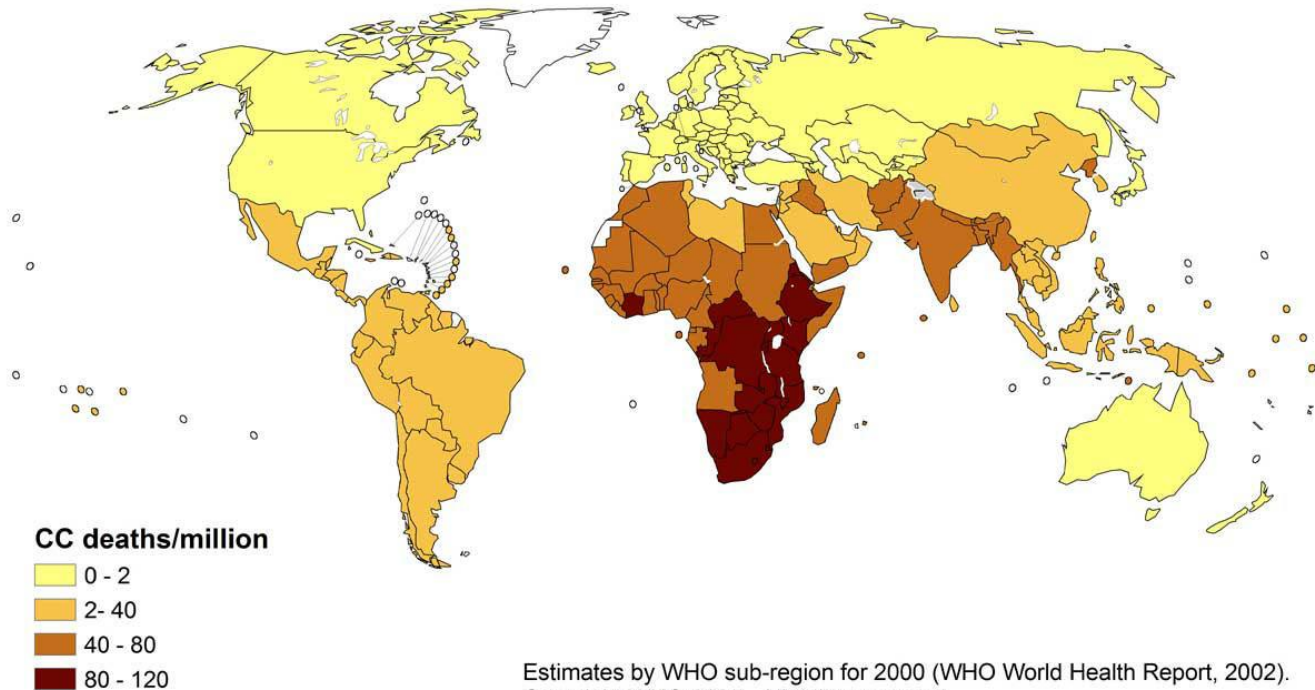 CC deaths/million
0 - 2
2- 40
40 - 80
80 - 120
Estimates by WHO sub-region for 2000 (WHO World Health Report, 2002).